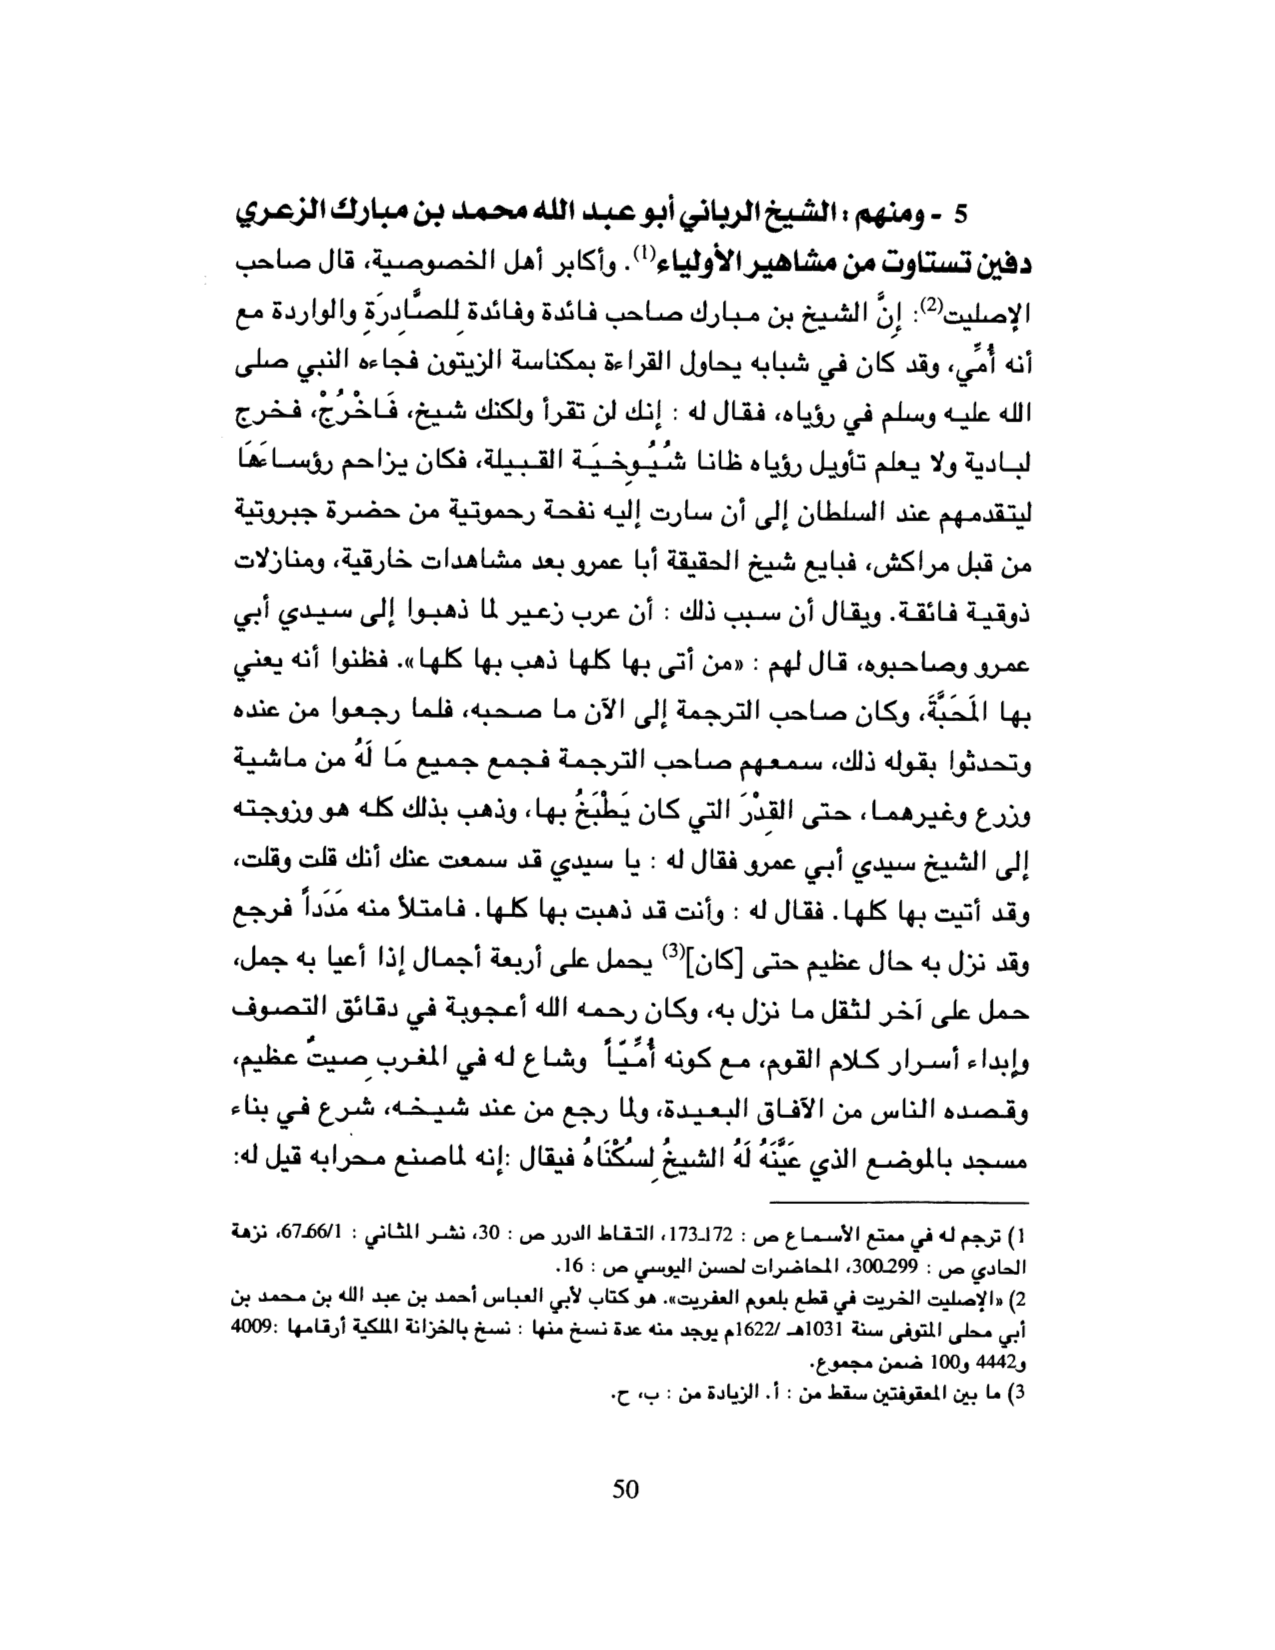 5 - ومنهم : الشيخ الرباني أبو عبد الله محمد بن مبارك الزعري
دفين تستاوت من مشاهير الأولياء(1). وأكابر أهل الخصوصية، قال صاحب
الإصليت(2): إنَّ الشيخ بن مبارك صاحب فائدة وفائدة لِلصَّادِرَةِ والواردة مع
أنه أُمِّي، وقد كان في شبابه يحاول القراءة بمكناسة الزيتون فجاءه النبي صلى
الله عليه وسلم في رؤياه، فقال له : إنك لن تقرأ ولكنك شيخ، فَاخْرُجْ، فخرج
لبادية ولا يعلم تأويل رؤياه ظانا شُيُوخِيَة القبيلة، فكان يزاحم رؤساءَهَا
ليتقدمهم عند السلطان إلى أن سارت إليه نفحة رحموتية من حضرة جبروتية
من قبل مراكش، فبايع شيخ الحقيقة أبا عمرو بعد مشاهدات خارقية، ومنازلات
ذوقية فائقة. ويقال أن سبب ذلك : أن عرب زعير لما ذهبوا إلى سيدي أبي
عمرو وصاحبوه، قال لهم : «من أتى بها كلها ذهب بها كلها». فظنوا أنه يعني
بها المَحَبَّةَ، وكان صاحب الترجمة إلى الآن ما صحبه، فلما رجعوا من عنده
وتحدثوا بقوله ذلك، سمعهم صاحب الترجمة فجمع جميع مَا لَهُ من ماشية
وزرع وغيرهما، حتى القِدْرَ التي كان يَطْبَخُ بها، وذهب بذلك كله هو وزوجته
إلى الشيخ سيدي أبي عمرو فقال له : يا سيدي قد سمعت عنك أنك قلت وقلت،
وقد أتيت بها كلها. فقال له : وأنت قد ذهبت بها كلها. فامتلأ منه مَدَداً فرجع
وقد نزل به حال عظيم حتى [كان](3) يحمل على أربعة أجمال إذا أعيا به جمل،
حمل على آخر لثقل ما نزل به، وكان رحمه الله أعجوبة في دقائق التصوف
وإبداء أسرار كلام القوم، مع كونه أُمِّيّاً وشاع له في المغرب صِيتُ عظيم،
وقصده الناس من الآفاق البعيدة، ولما رجع من عند شيخه، شرع في بناء
مسجد بالموضع الذي عَيَّنَهُ لَهُ الشيخُ لِسُكْنَاهُ فيقال :إنه لماصنع محرابه قيل له:
1) ترجم له في ممتع الأسماع ص : 172ـ173، التقاط الدرر ص : 30، نشر المثاني : 66/1ـ67، نزهة
الحادي ص : 299ـ300، المحاضرات لحسن اليوسي ص : 16.
2) «الإصليت الخريت في قطع بلعوم العفريت». هو كتاب لأبي العباس أحمد بن عبد الله بن محمد بن
أبي محلى المتوفى سنة 1031هـ /1622م يوجد منه عدة نسخ منها : نسخ بالخزانة الملكية أرقامها :4009
و4442 و100 ضمن مجموع.
3) ما بين المعقوفتين سقط من : أ. الزيادة من : ب، ح.
50